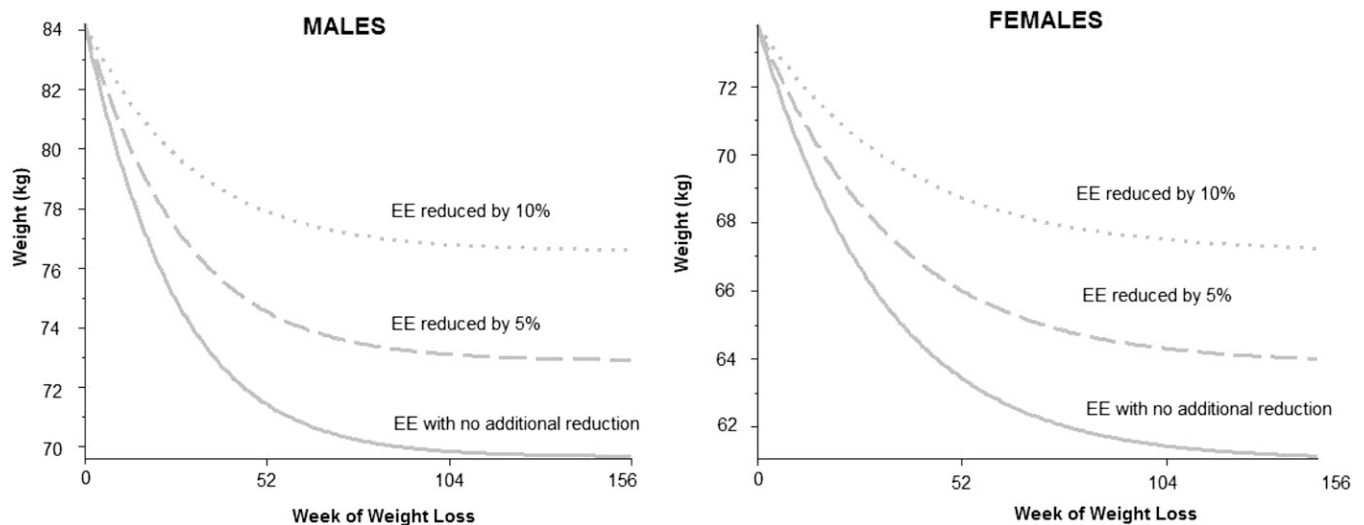 MALES
84
82
80
78
76
74
72
70
Weight (kg)
EE reduced by 10%
EE reduced by 5%
EE with no additional reduction
0 52 104 156
Week of Weight Loss
FEMALES
72
70
68
66
64
62
Weight (kg)
EE reduced by 10%
EE reduced by 5%
EE with no additional reduction
0 52 104 156
Week of Weight Loss